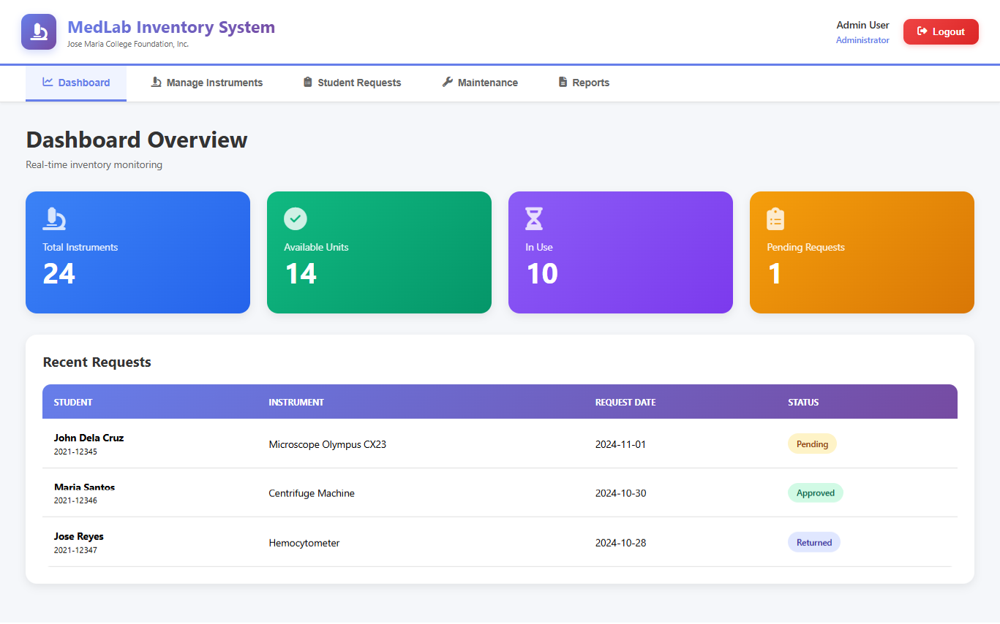 MedLab Inventory System
Jose Maria College Foundation, Inc.
Admin User
Administrator
Logout
Dashboard
Manage Instruments
Student Requests
Maintenance
Reports
Dashboard Overview
Real-time inventory monitoring
Total Instruments
24
Available Units
14
In Use
10
Pending Requests
1
Recent Requests
STUDENT INSTRUMENT REQUEST DATE STATUS
John Dela Cruz
2021-12345
Microscope Olympus CX23
2024-11-01
Pending
Maria Santos
2021-12346
Centrifuge Machine
2024-10-30
Approved
Jose Reyes
2021-12347
Hemocytometer
2024-10-28
Returned